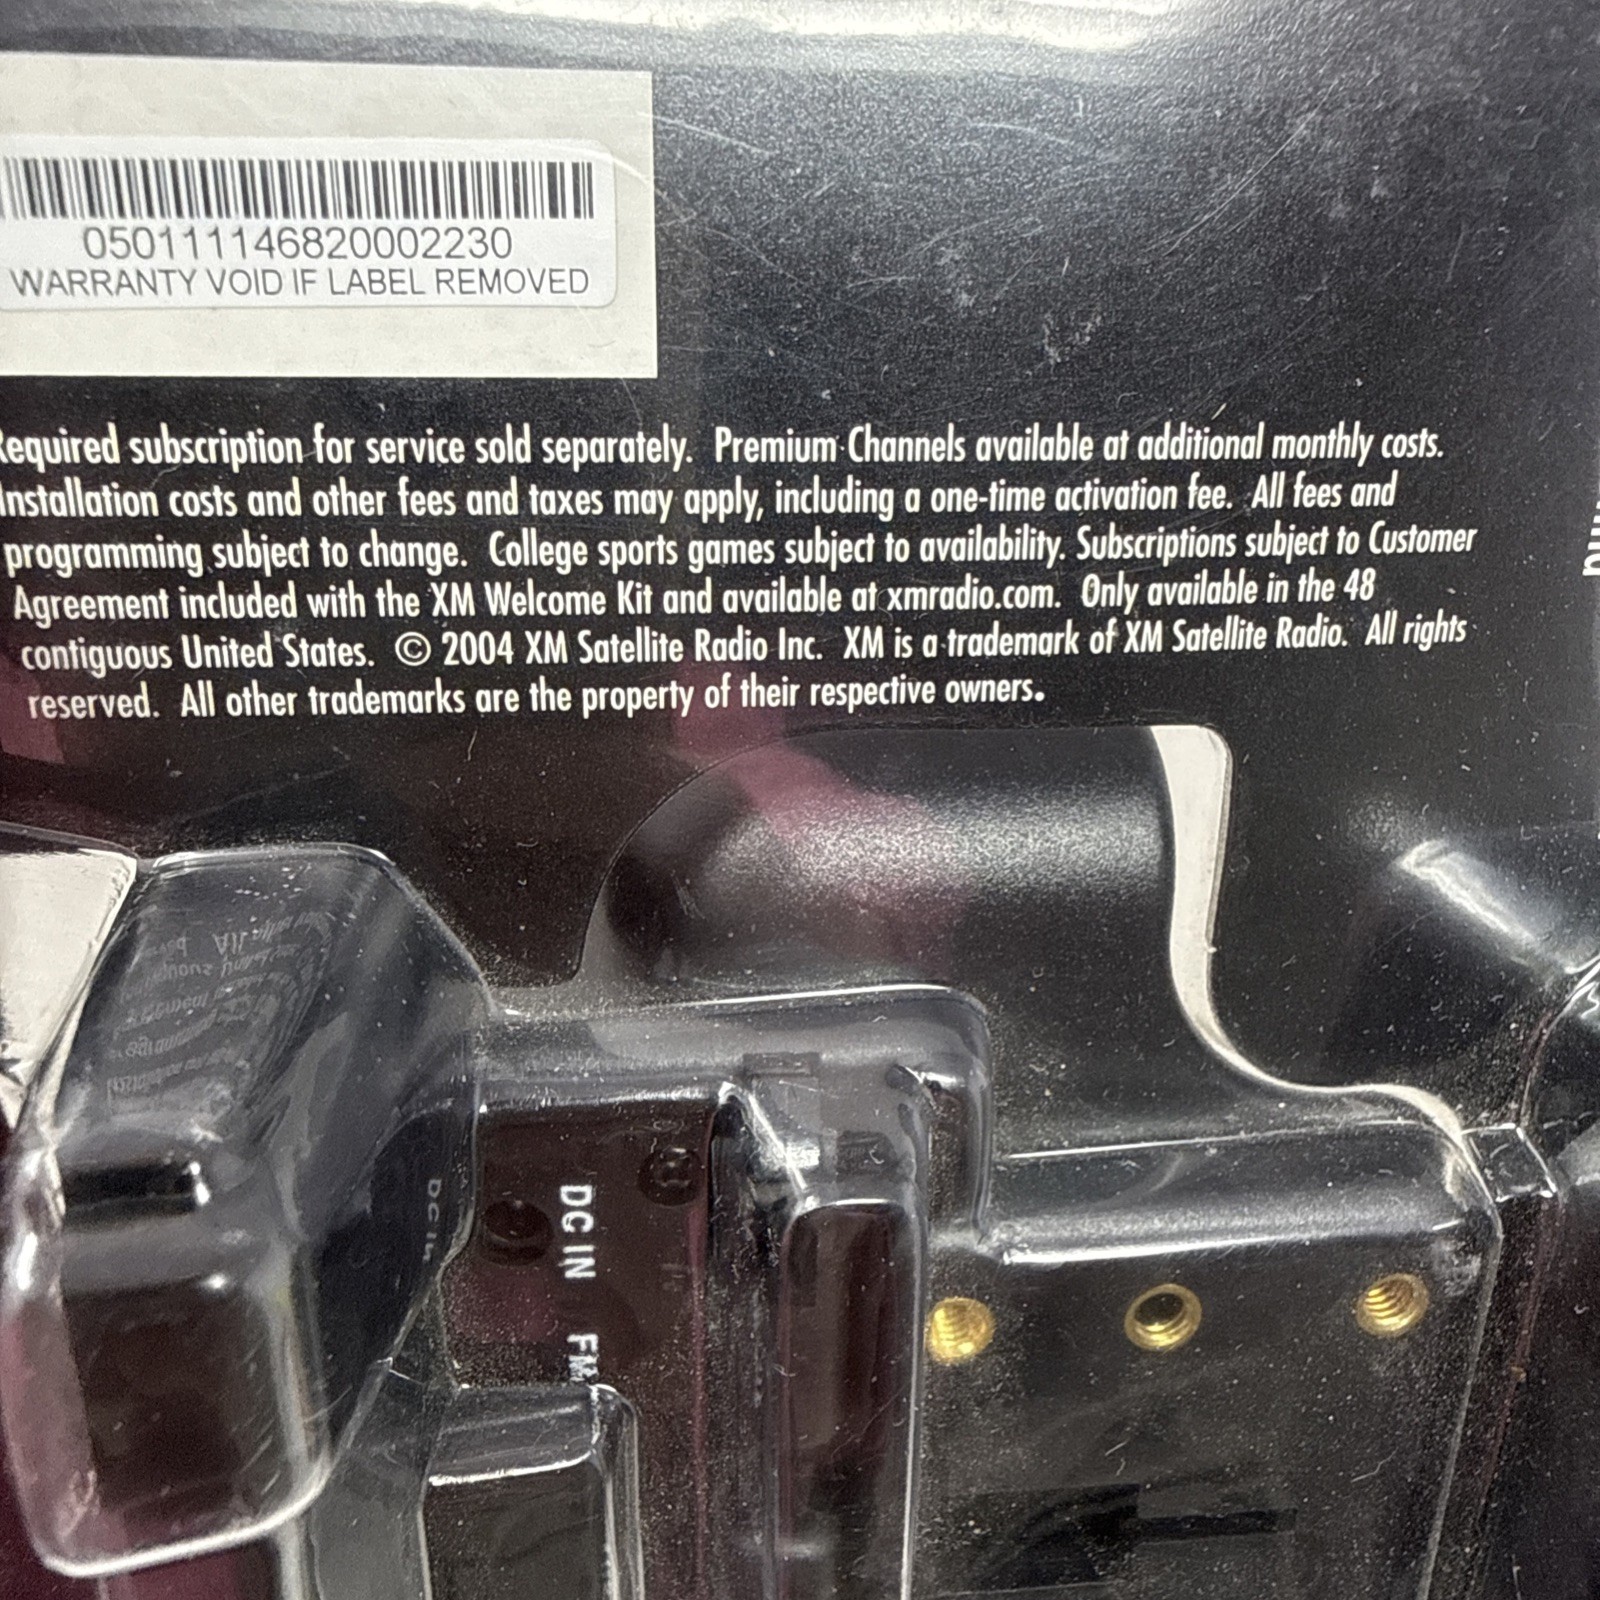 050111146820002230
WARRANTY VOID IF LABEL REMOVED
Required subscription for service sold separately. Premium Channels available at additional monthly costs.
Installation costs and other fees and taxes may apply, including a one-time activation fee. All fees and
programming subject to change. College sports games subject to availability. Subscriptions subject to Customer
Agreement included with the XM Welcome Kit and available at xmradio.com. Only available in the 48
contiguous United States. © 2004 XM Satellite Radio Inc. XM is a trademark of XM Satellite Radio. All rights
reserved. All other trademarks are the property of their respective owners.
DC IN
FM